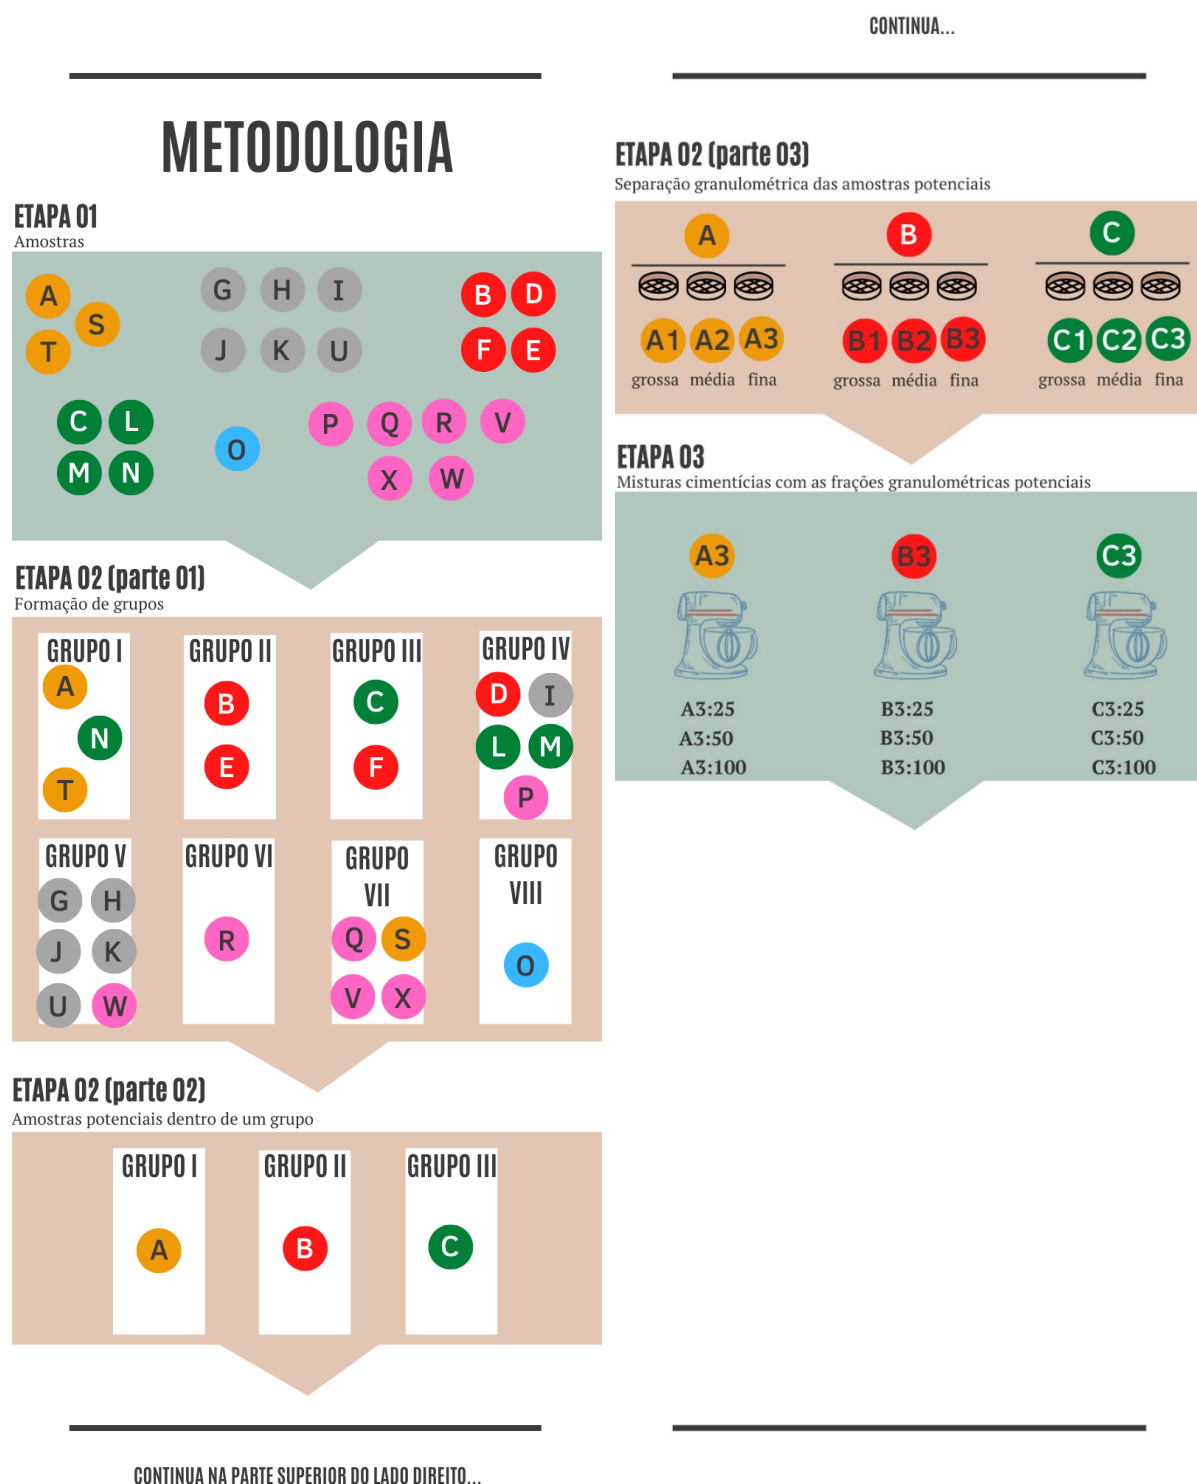 METODOLOGIA
ETAPA 01
Amostras
A
S
T
G H I
J K U
B D
F E
C L
M N
O
P Q R V
X W
ETAPA 02 (parte 01)
Formação de grupos
GRUPO I
A
N
T
GRUPO II
B
E
GRUPO III
C
F
GRUPO IV
D I
L M
P
GRUPO V
G H
J K
U W
GRUPO VI
R
GRUPO
VII
Q S
V X
GRUPO
VIII
O
ETAPA 02 (parte 02)
Amostras potenciais dentro de um grupo
GRUPO I
A
GRUPO II
B
GRUPO III
C
CONTINUA NA PARTE SUPERIOR DO LADO DIREITO...
CONTINUA...
ETAPA 02 (parte 03)
Separação granulométrica das amostras potenciais
A
A1 A2 A3
grossa média fina
B
B1 B2 B3
grossa média fina
C
C1 C2 C3
grossa média fina
ETAPA 03
Misturas cimentícias com as frações granulométricas potenciais
A3
A3:25
A3:50
A3:100
B3
B3:25
B3:50
B3:100
C3
C3:25
C3:50
C3:100